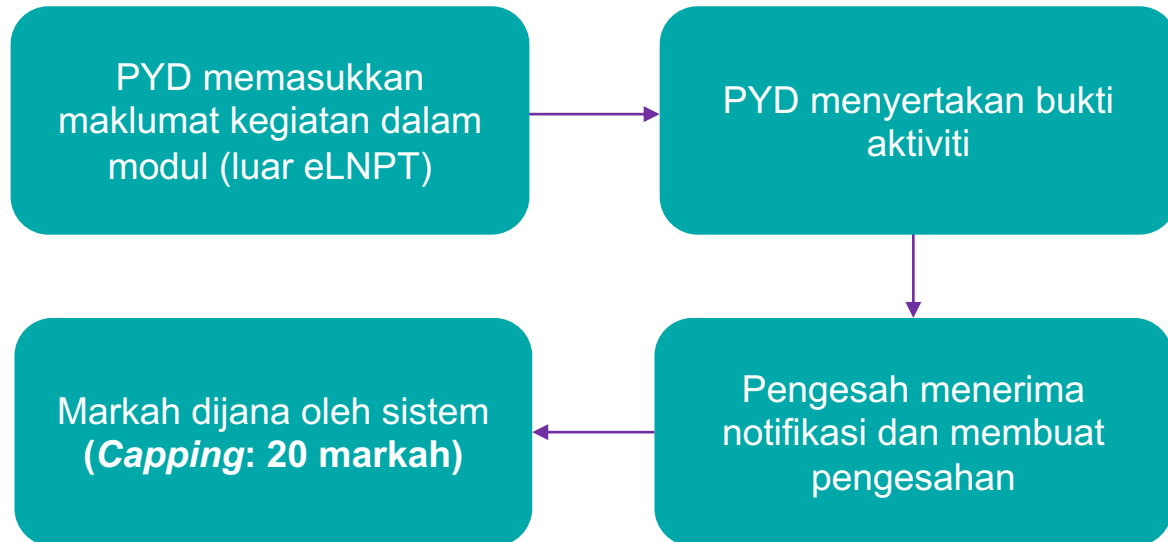 PYD memasukkan
maklumat kegiatan dalam
modul (luar eLNPT)
PYD menyertakan bukti
aktiviti
Pengesah menerima
notifikasi dan membuat
pengesahan
Markah dijana oleh sistem
(Capping: 20 markah)